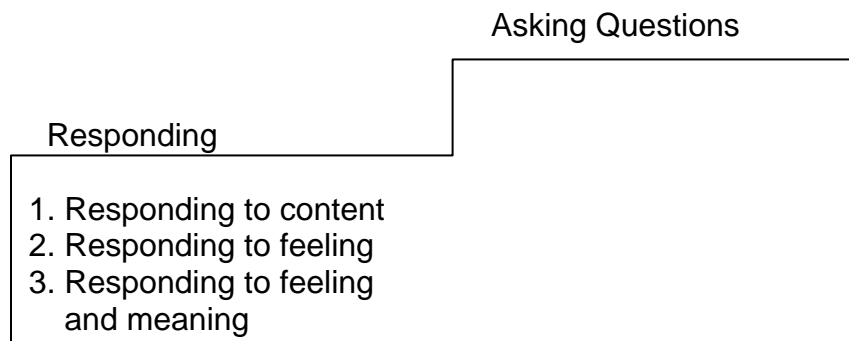 Asking Questions
Responding
1. Responding to content
2. Responding to feeling
3. Responding to feeling
and meaning